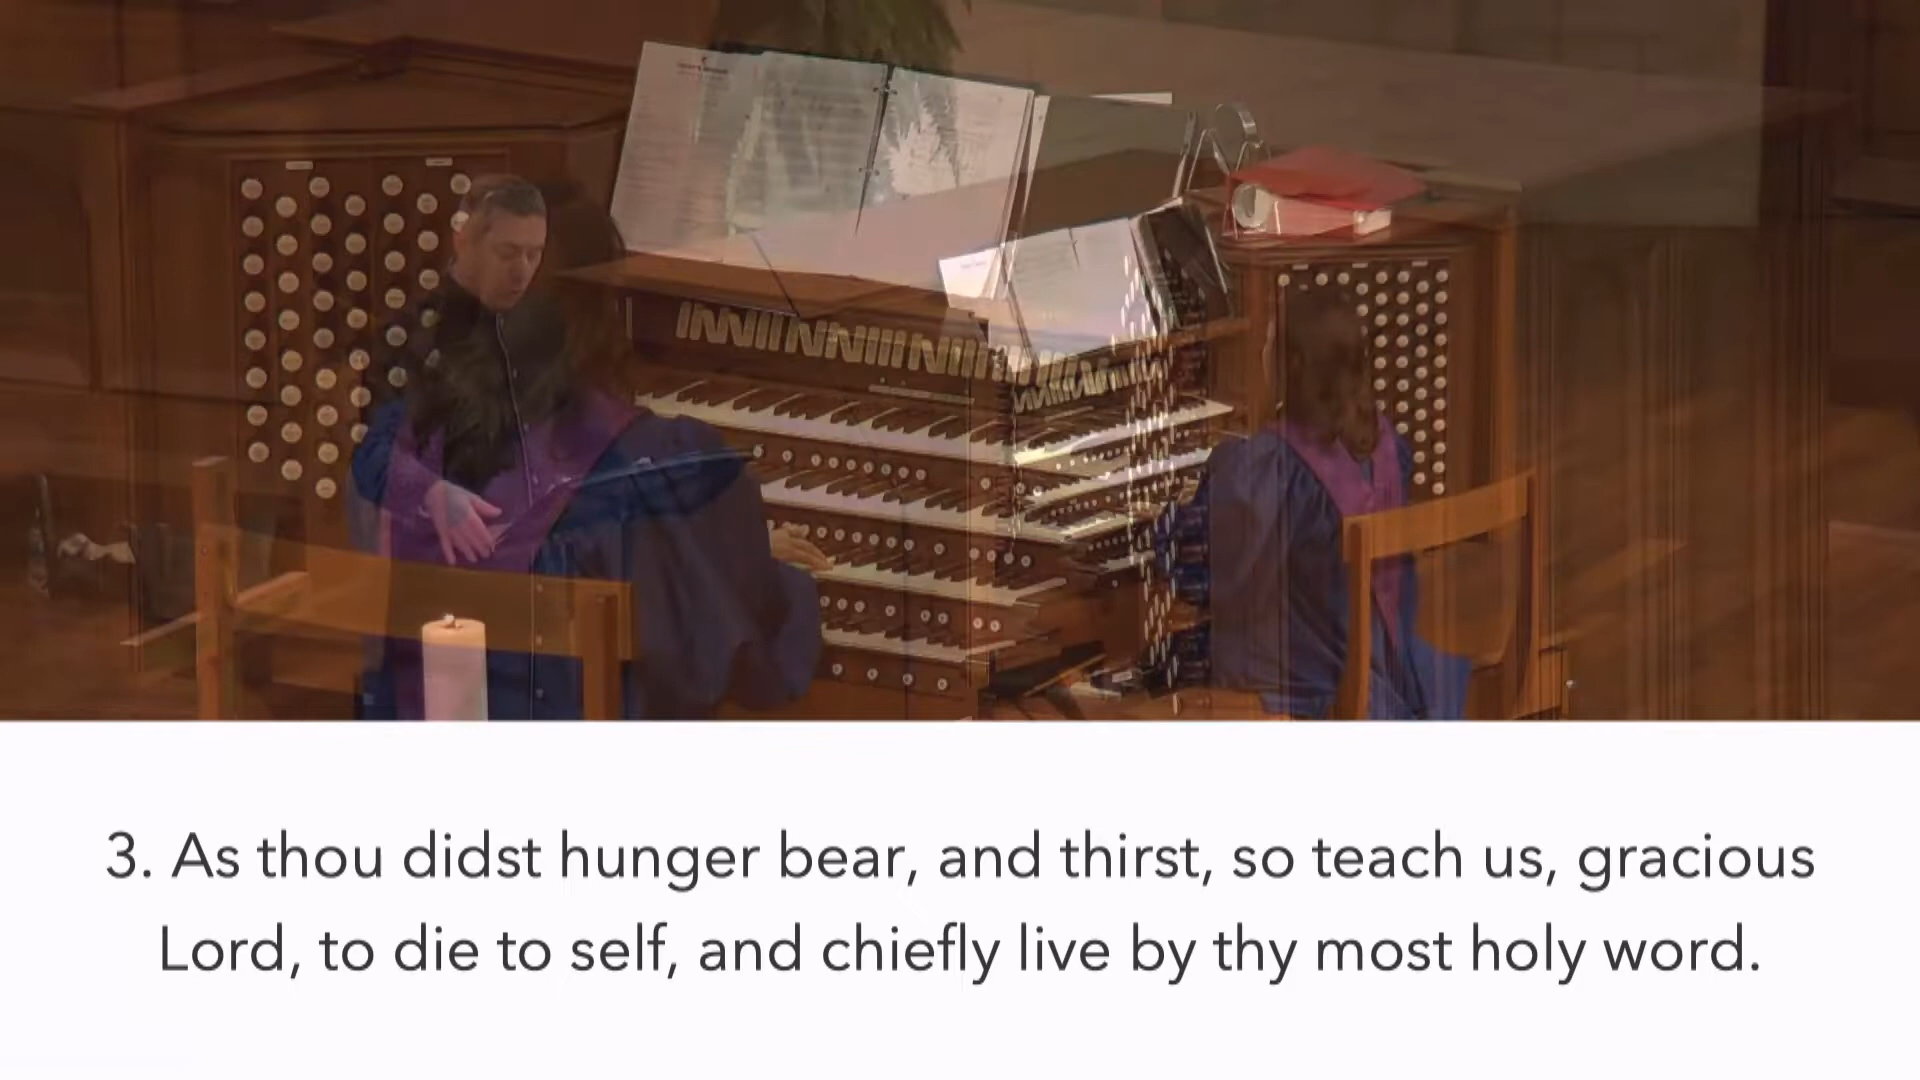 3. As thou didst hunger bear, and thirst, so teach us, gracious
Lord, to die to self, and chiefly live by thy most holy word.